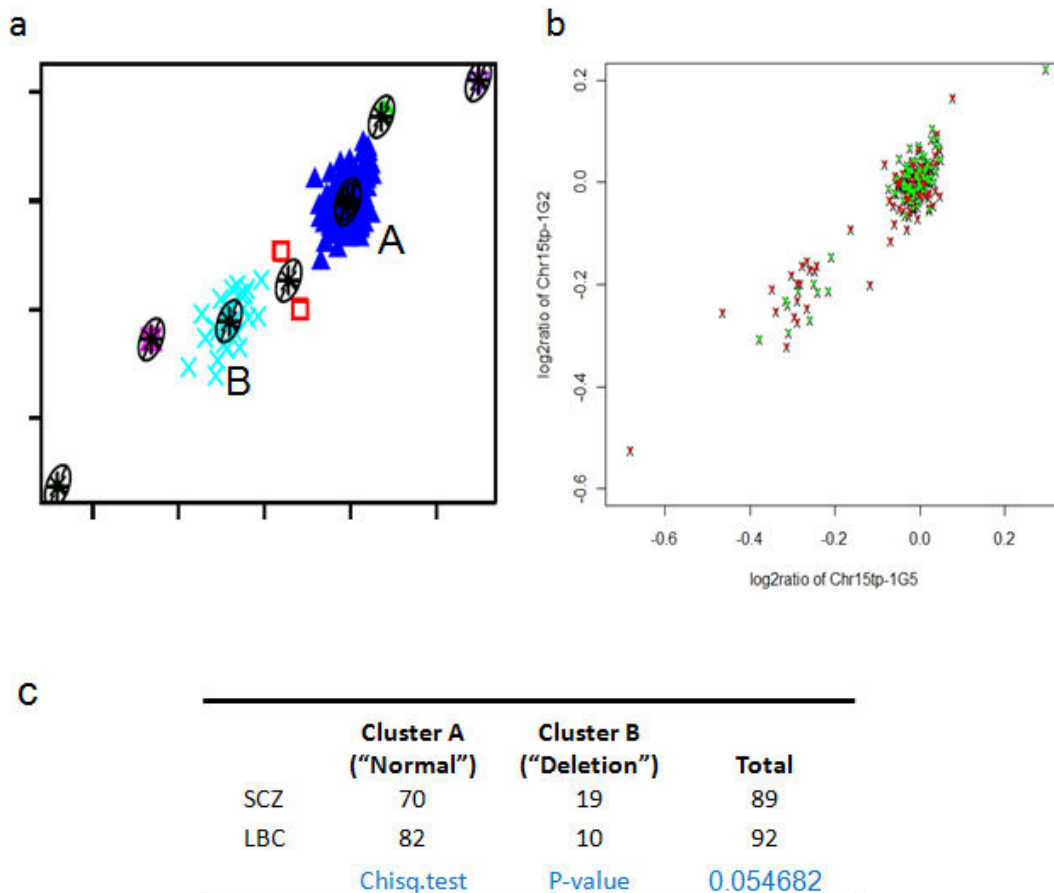 a
b
A
B
0.2
0.0
-0.2
-0.4
-0.6
log2ratio of Chr15tp-1G2
-0.6 -0.4 -0.2 0.0 0.2
log2ratio of Chr15tp-1G5
c
Cluster A Cluster B
("Normal") ("Deletion") Total
SCZ 70 19 89
LBC 82 10 92
Chisq.test P-value 0.054682